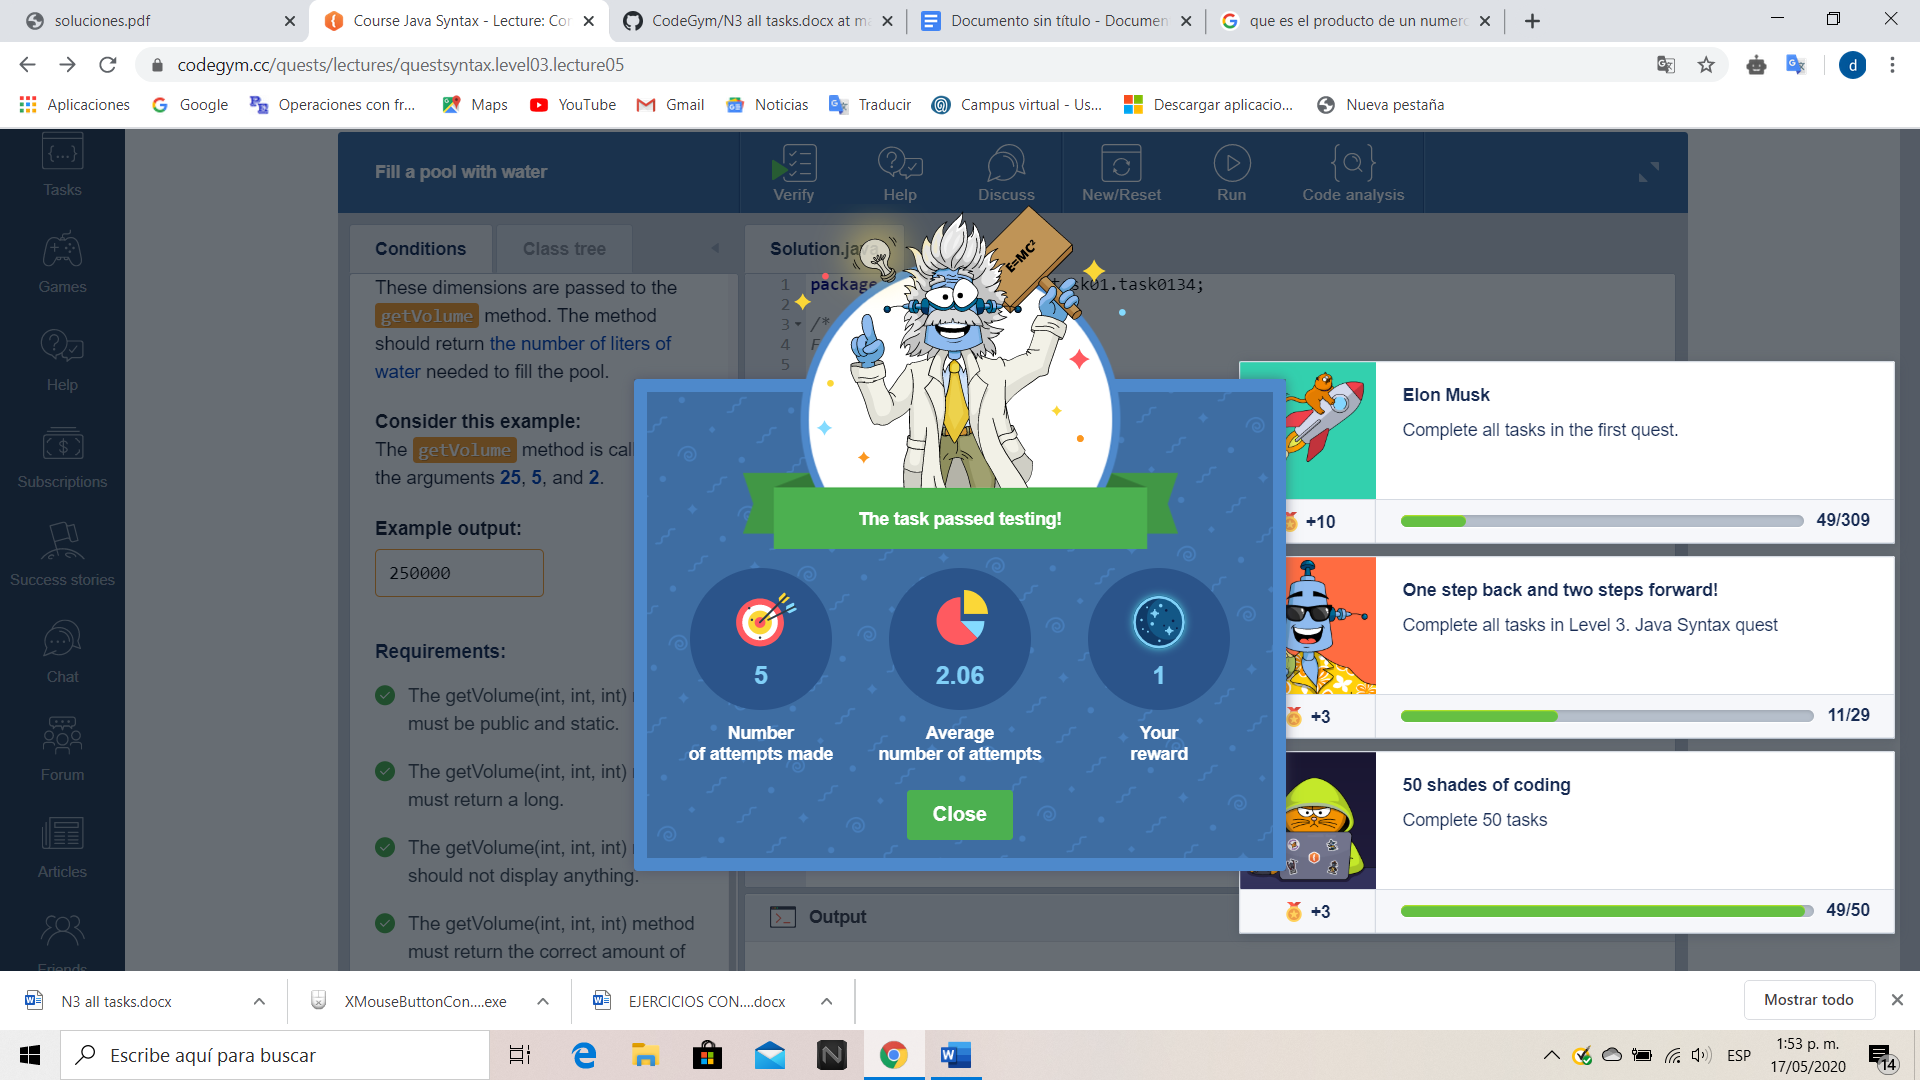 soluciones.pdf
Course Java Syntax - Lecture: Co
CodeGym/N3 all tasks.docx at m
Documento sin título - Documen
que es el producto de un numero
codegym.cc/quests/lectures/questsyntax.level03.lecture05
d
Aplicaciones
Google
Operaciones con fr...
Maps
YouTube
Gmail
Noticias
Traducir
Campus virtual - Us...
Descargar aplicacio...
Nueva pestaña
Tasks
Games
Help
Subscriptions
Success stories
Chat
Forum
Articles
Friends
Fill a pool with water
Verify
Help
Discuss
New/Reset
Run
Code analysis
Conditions
Class tree
These dimensions are passed to the
getVolume method. The method
should return the number of liters of
water needed to fill the pool.
Consider this example:
The getVolume method is call
the arguments 25, 5, and 2.
Example output:
250000
Requirements:
The getVolume(int, int, int)
must be public and static.
The getVolume(int, int, int)
must return a long.
The getVolume(int, int, int)
should not display anything.
The getVolume(int, int, int) method
must return the correct amount of
Solution.java
1 package
task01.task0134;
2
3 /*
4 F
5
E=MC²
The task passed testing!
5
Number
of attempts made
2.06
Average
number of attempts
1
Your
reward
Close
Output
Elon Musk
Complete all tasks in the first quest.
+10
49/309
One step back and two steps forward!
Complete all tasks in Level 3. Java Syntax quest
+3
11/29
50 shades of coding
Complete 50 tasks
+3
49/50
N3 all tasks.docx
XMouseButtonCon....exe
EJERCICIOS CON....docx
Mostrar todo
Escribe aquí para buscar
ESP
1:53 p. m.
17/05/2020
14